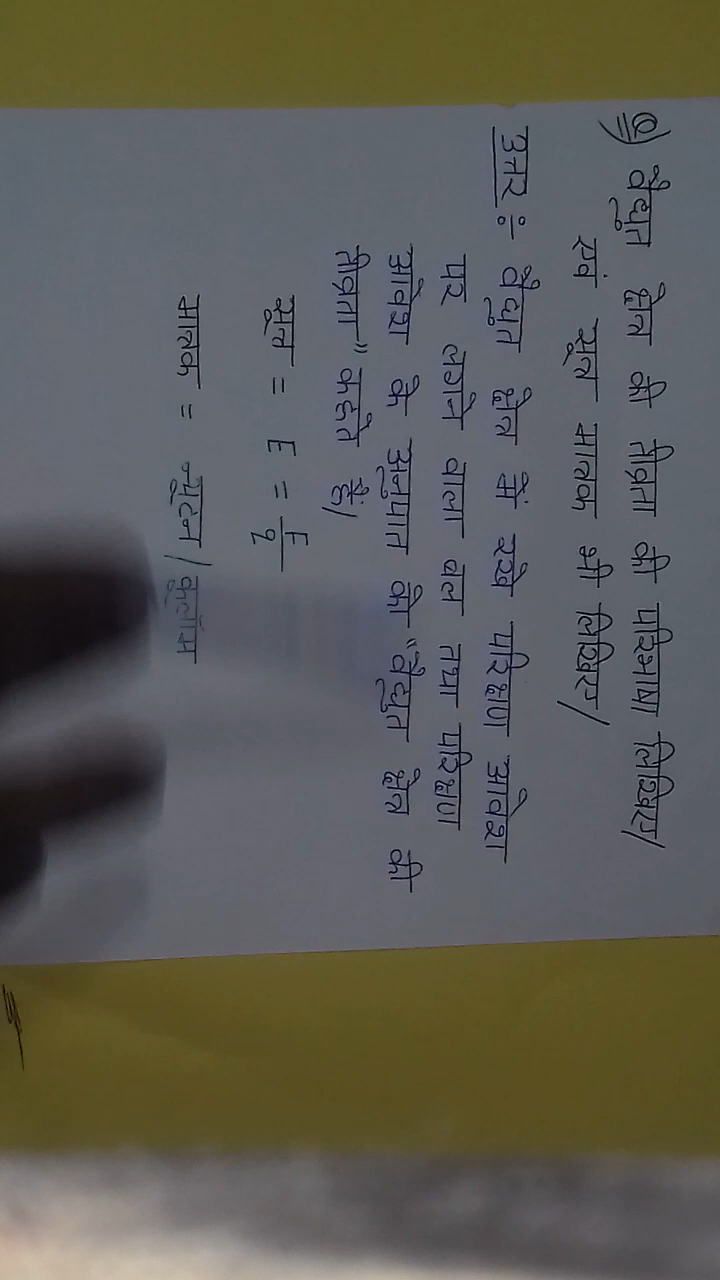 Q) वैद्युत क्षेत्र की तीव्रता की परिभाषा लिखिए/
एवं सूत्र मात्रक भी लिखिए/
उत्तर :- वैद्युत क्षेत्र में रखे परिक्षण आवेश
पर लगने वाला बल तथा परिक्षण
आवेश के अनुपात को "वैद्युत क्षेत्र की
तीव्रता" कहते हैं/
सूत्र = E = F/q
मात्रक = न्यूटन / कूलॉम